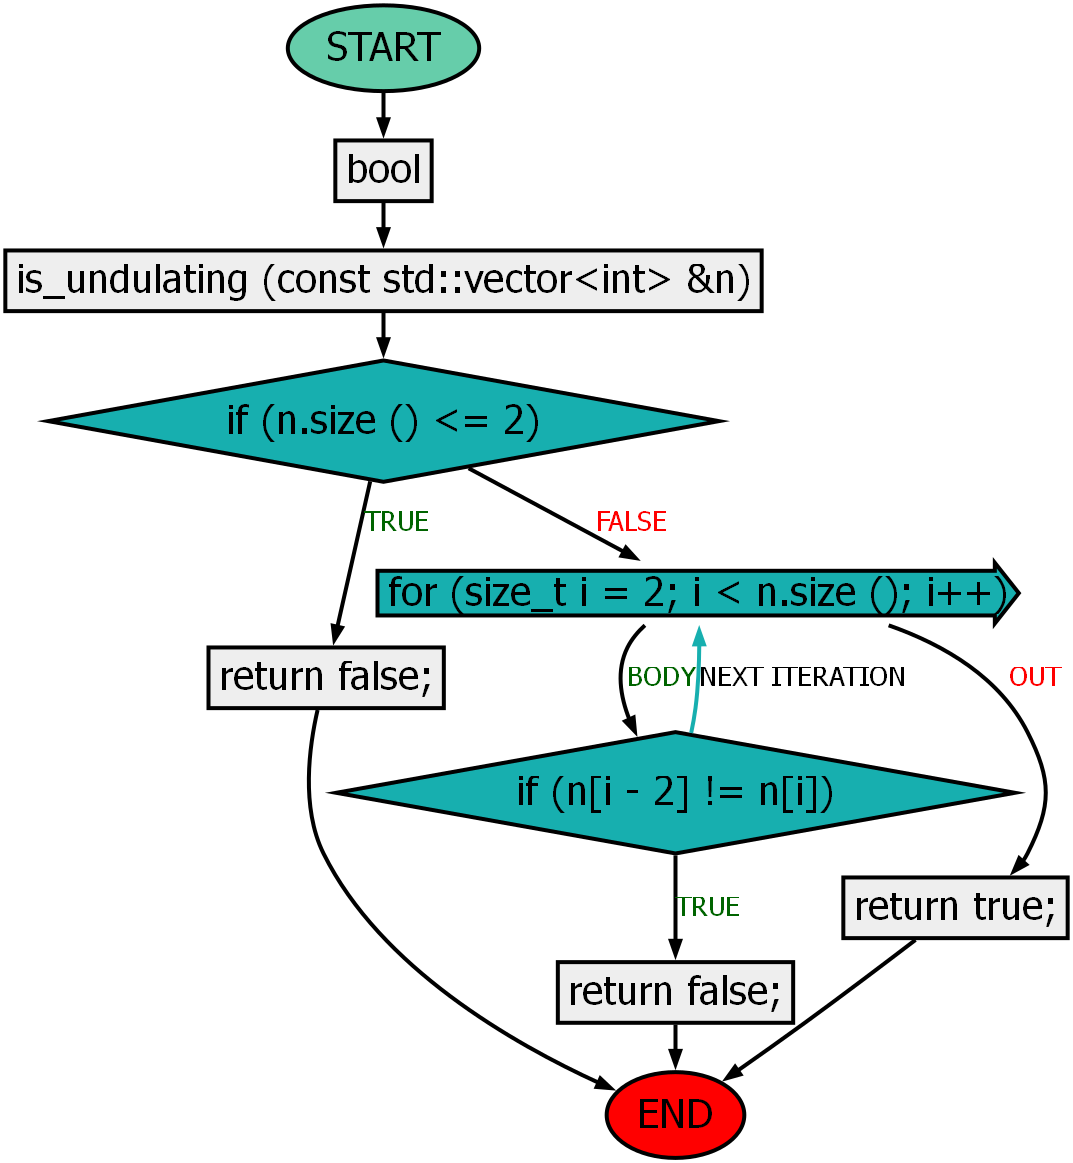 START
bool
is_undulating (const std::vector<int> &n)
if (n.size () <= 2)
TRUE
FALSE
for (size_t i = 2; i < n.size (); i++)
return false;
BODY
NEXT ITERATION
OUT
if (n[i - 2] != n[i])
TRUE
return true;
return false;
END